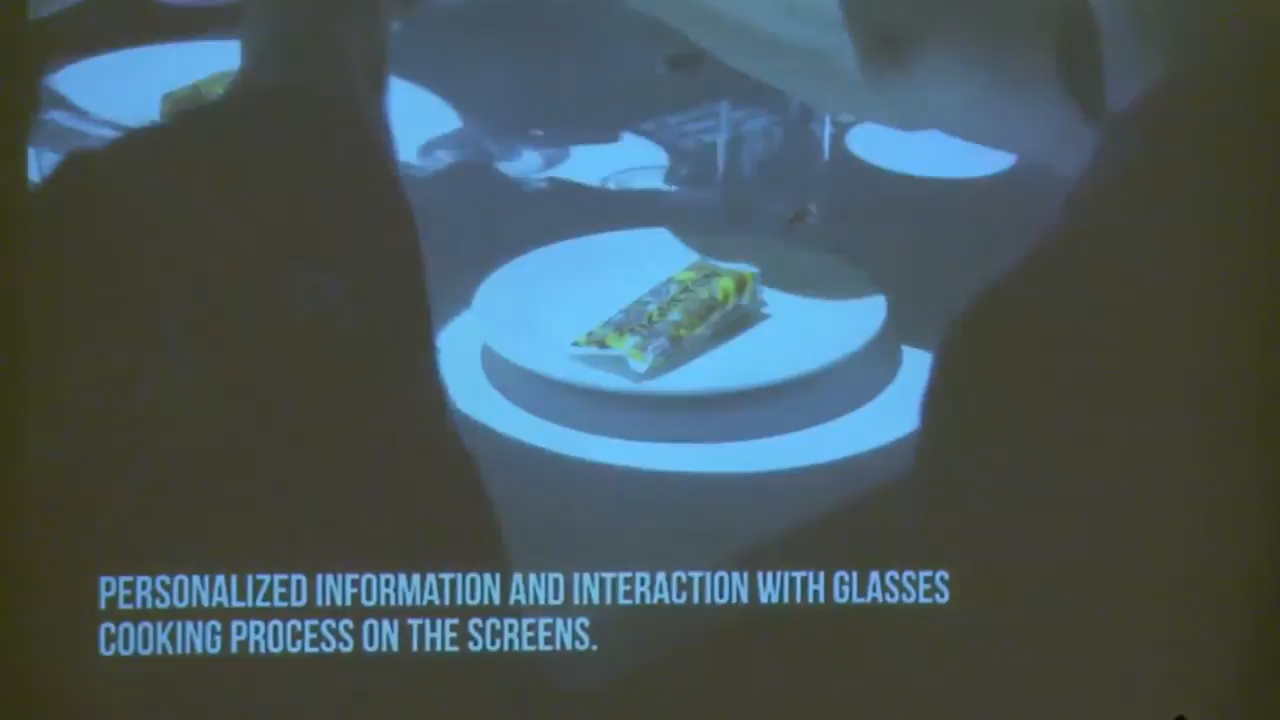 PERSONALIZED INFORMATION AND INTERACTION WITH GLASSES
COOKING PROCESS ON THE SCREENS.